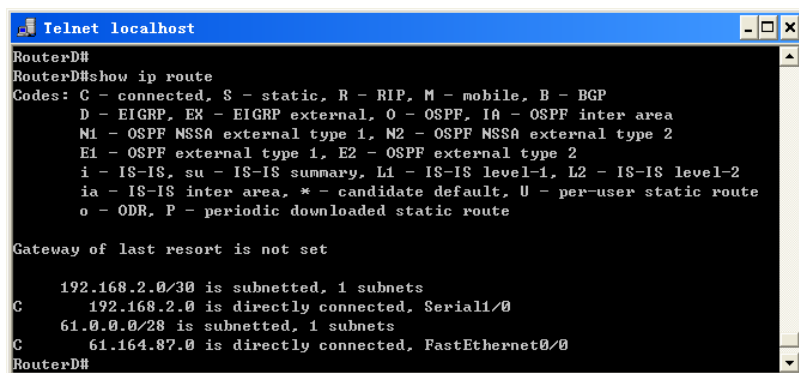 Telnet localhost
RouterD#
RouterD#show ip route
Codes: C - connected, S - static, R - RIP, M - mobile, B - BGP
       D - EIGRP, EX - EIGRP external, O - OSPF, IA - OSPF inter area
       N1 - OSPF NSSA external type 1, N2 - OSPF NSSA external type 2
       E1 - OSPF external type 1, E2 - OSPF external type 2
       i - IS-IS, su - IS-IS summary, L1 - IS-IS level-1, L2 - IS-IS level-2
       ia - IS-IS inter area, * - candidate default, U - per-user static route
       o - ODR, P - periodic downloaded static route
Gateway of last resort is not set
     192.168.2.0/30 is subnetted, 1 subnets
C       192.168.2.0 is directly connected, Serial1/0
     61.0.0.0/28 is subnetted, 1 subnets
C       61.164.87.0 is directly connected, FastEthernet0/0
RouterD#